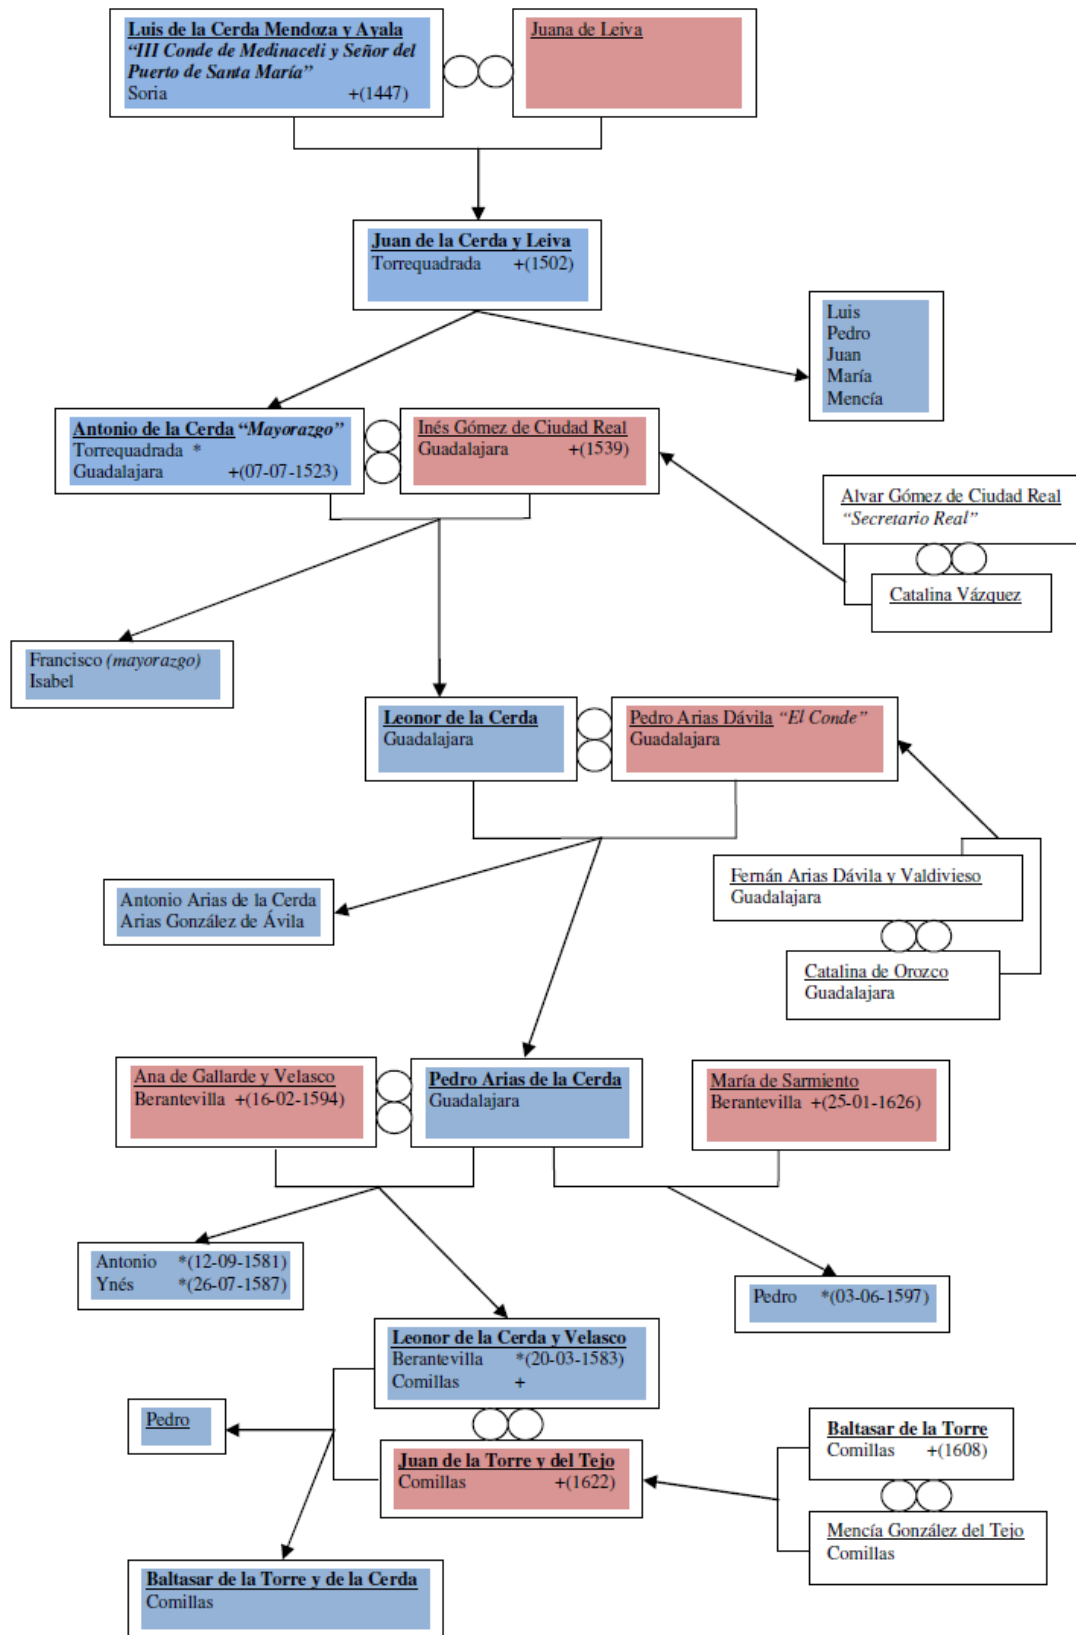 Luis de la Cerda Mendoza y Ayala
“III Conde de Medinaceli y Señor del
Puerto de Santa María”
Soria +(1447)
Juana de Leiva
Juan de la Cerda y Leiva
Torrequadrada +(1502)
Luis
Pedro
Juan
María
Mencía
Antonio de la Cerda “Mayorazgo”
Torrequadrada *
Guadalajara +(07-07-1523)
Inés Gómez de Ciudad Real
Guadalajara +(1539)
Alvar Gómez de Ciudad Real
“Secretario Real”
Catalina Vázquez
Francisco (mayorazgo)
Isabel
Leonor de la Cerda
Guadalajara
Pedro Arias Dávila “El Conde”
Guadalajara
Fernán Arias Dávila y Valdivieso
Guadalajara
Antonio Arias de la Cerda
Arias González de Ávila
Catalina de Orozco
Guadalajara
Ana de Gallarde y Velasco
Berantevilla +(16-02-1594)
Pedro Arias de la Cerda
Guadalajara
María de Sarmiento
Berantevilla +(25-01-1626)
Antonio *(12-09-1581)
Ynés *(26-07-1587)
Pedro *(03-06-1597)
Leonor de la Cerda y Velasco
Berantevilla *(20-03-1583)
Comillas +
Pedro
Juan de la Torre y del Tejo
Comillas +(1622)
Baltasar de la Torre
Comillas +(1608)
Mencía González del Tejo
Comillas
Baltasar de la Torre y de la Cerda
Comillas